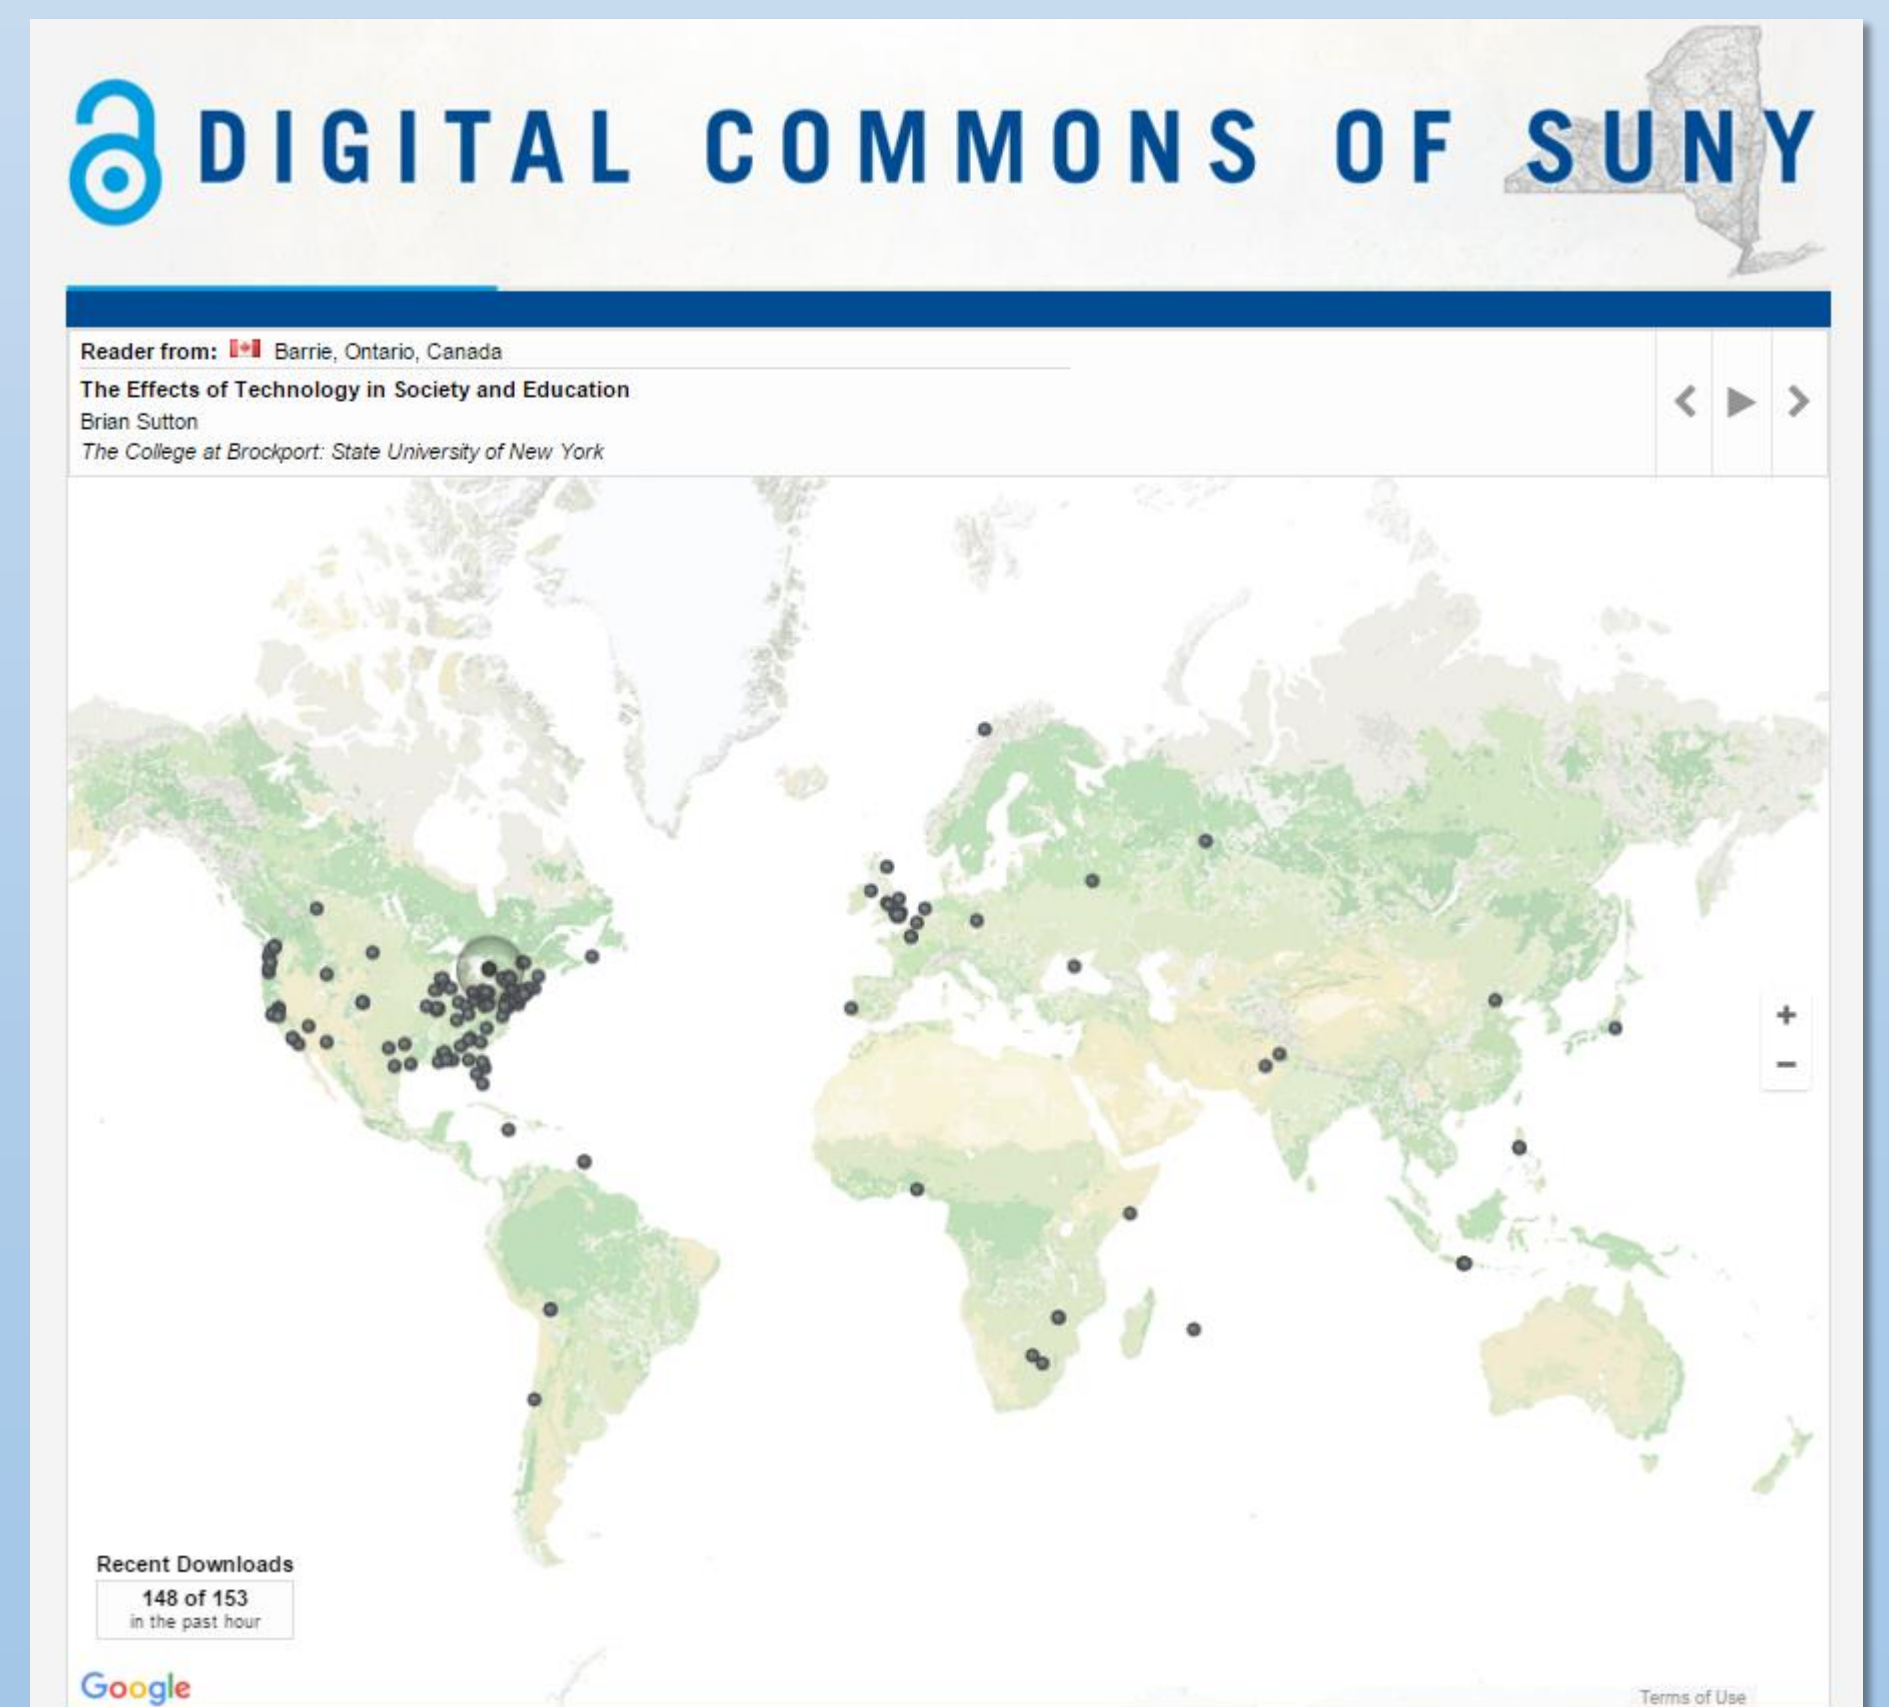 DIGITAL COMMONS OF SUNY
Reader from: Barrie, Ontario, Canada
The Effects of Technology in Society and Education
Brian Sutton
The College at Brockport: State University of New York
+
−
Recent Downloads
148 of 153
in the past hour
Google
Terms of Use